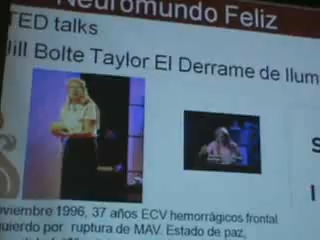 Neuromundo Feliz
TED talks
Jill Bolte Taylor El Derrame de Ilum
S
I
oviembre 1996, 37 años ECV hemorrágicos frontal
quierdo por ruptura de MAV. Estado de paz,